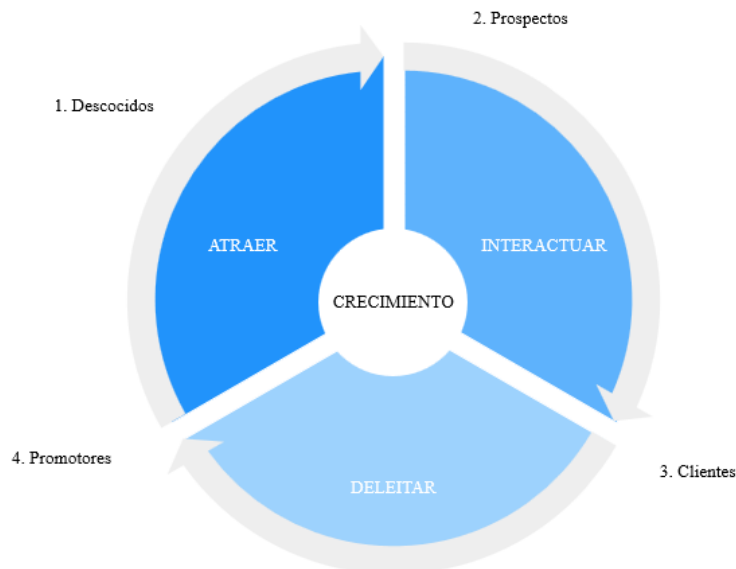 2. Prospectos
1. Descocidos
ATRAER
INTERACTUAR
CRECIMIENTO
4. Promotores
3. Clientes
DELEITAR